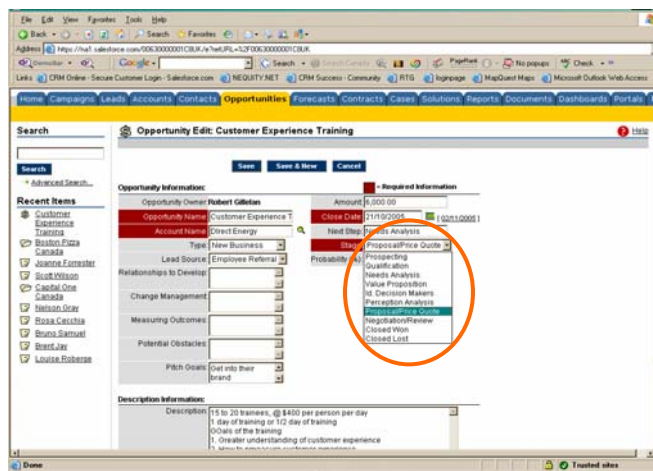 File Edit View Favorites Tools Help
Back Search Favorites
Address https://na1.salesforce.com/00630000001C8UK/e?retURL=%2F00630000001C8UK
Google Search PageRank No popups Check
Links CRM Online - Secure Customer Login - Salesforce.com NEQUITY.NET CRM Success - Community RTG loginpage MapQuest Maps Microsoft Outlook Web Access
Home Campaigns Leads Accounts Contacts Opportunities Forecasts Contracts Cases Solutions Reports Documents Dashboards Portals
Search
Search
Advanced Search...
Recent Items
Customer
Experience
Training
Boston Pizza
Canada
Joanne Forrester
Scott Wilson
Capital One
Canada
Nelson Gray
Rosa Cecchia
Bruno Samuel
Brent Jay
Louise Roberge
Opportunity Edit: Customer Experience Training
Help
Save Save & New Cancel
Opportunity Information:
= Required Information
Opportunity Owner Robert Gillelan
Amount 6,000.00
Opportunity Name Customer Experience T
Close Date 21/10/2005 [ 02/11/2005 ]
Account Name Direct Energy
Next Step Needs Analysis
Type New Business
Stage Proposal/Price Quote
Lead Source Employee Referral
Probability (%)
Prospecting
Qualification
Needs Analysis
Value Proposition
Id. Decision Makers
Perception Analysis
Proposal/Price Quote
Negotiation/Review
Closed Won
Closed Lost
Relationships to Develop
Change Management
Measuring Outcomes
Potential Obstacles
Pitch Goals Get into their
brand
Description Information:
Description 15 to 20 trainees, @ $400 per person per day
1 day of training or 1/2 day of training
GOals of the training
1. Greater understanding of customer experience
Done
Trusted sites